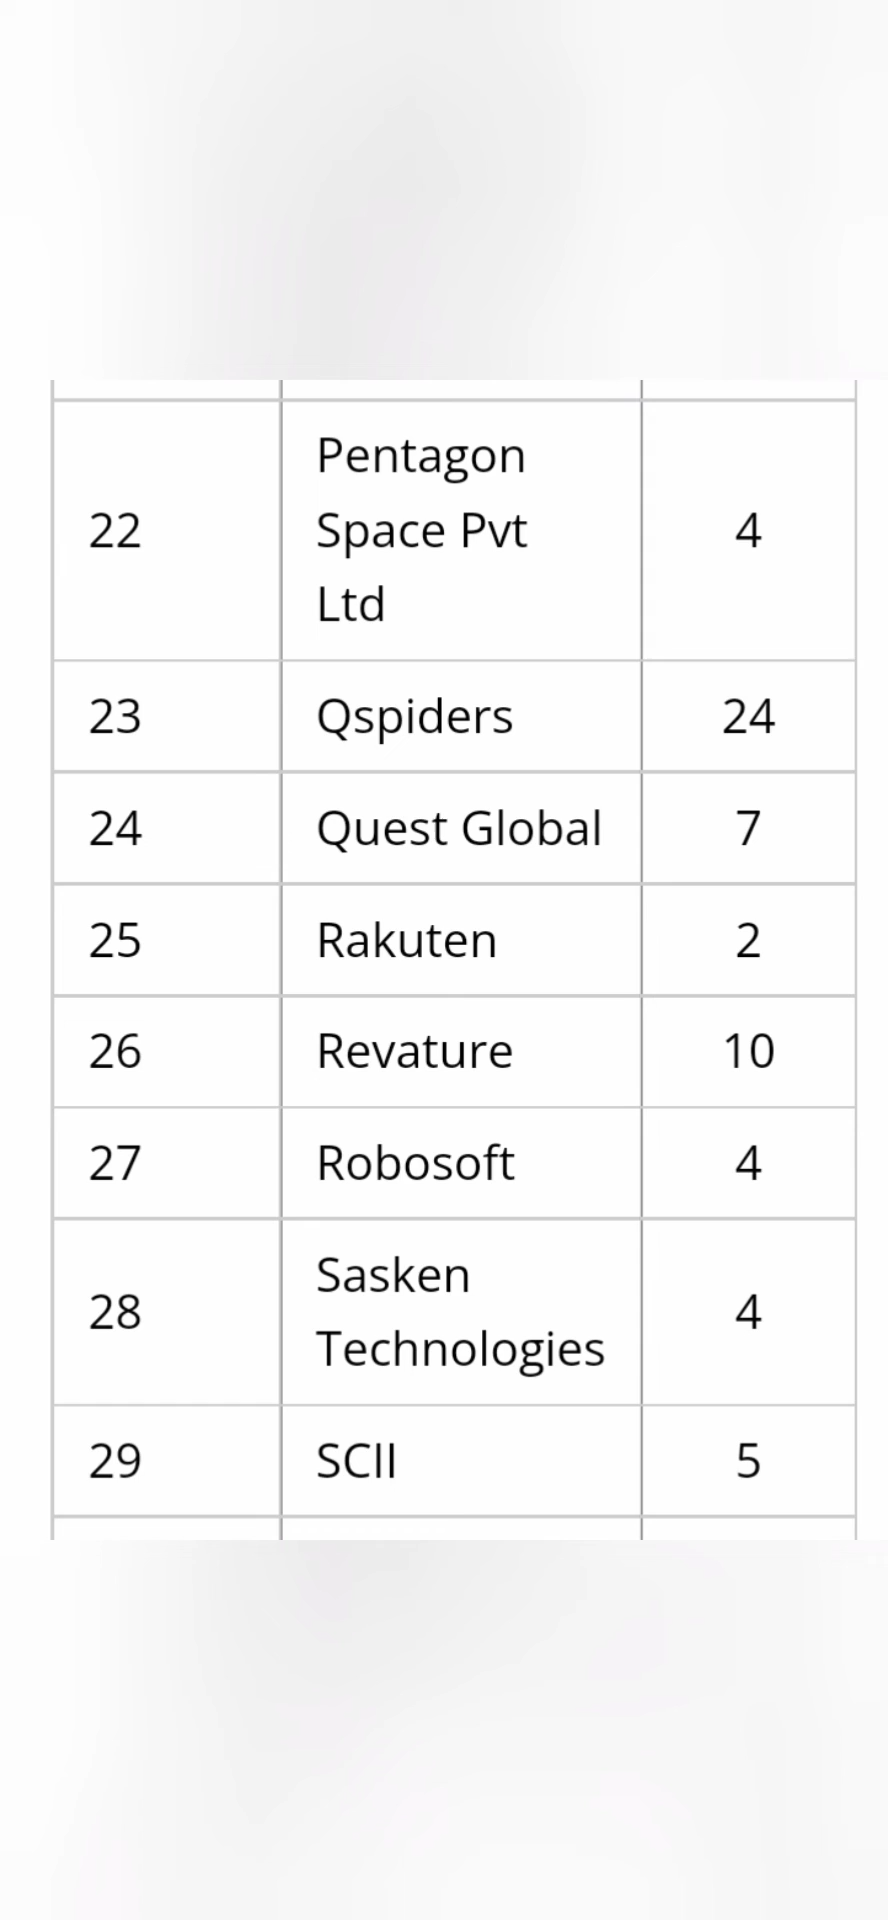 22 Pentagon Space Pvt Ltd 4
23 Qspiders 24
24 Quest Global 7
25 Rakuten 2
26 Revature 10
27 Robosoft 4
28 Sasken Technologies 4
29 SCII 5